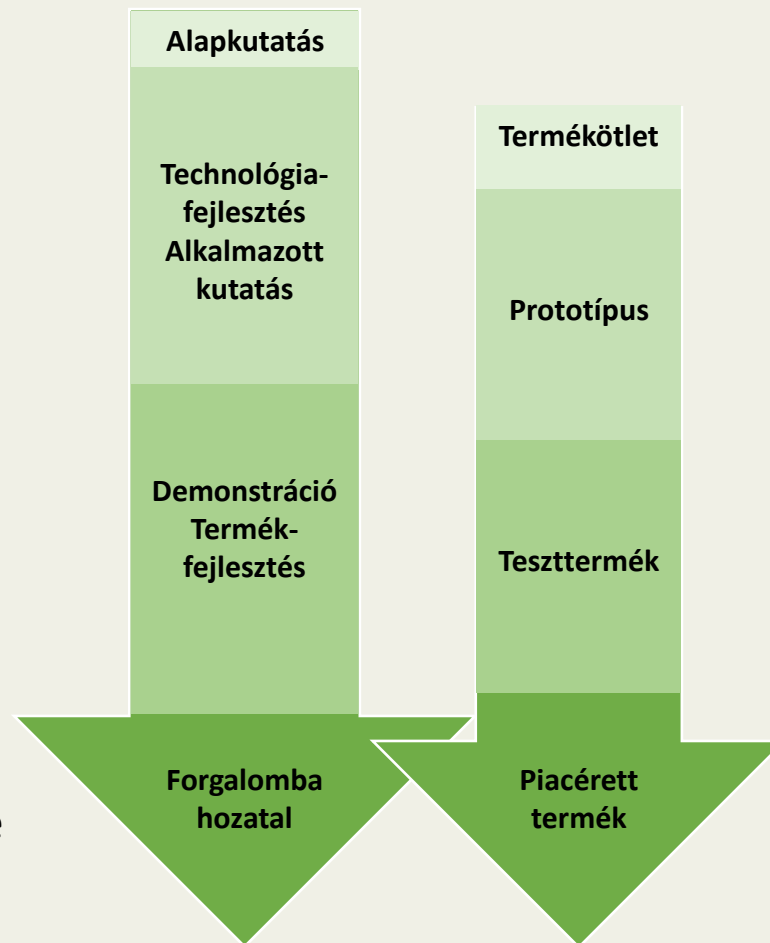 Alapkutatás
Technológia-
fejlesztés
Alkalmazott
kutatás
Demonstráció
Termék-
fejlesztés
Forgalomba
hozatal
Termékötlet
Prototípus
Teszttermék
Piacérett
termék